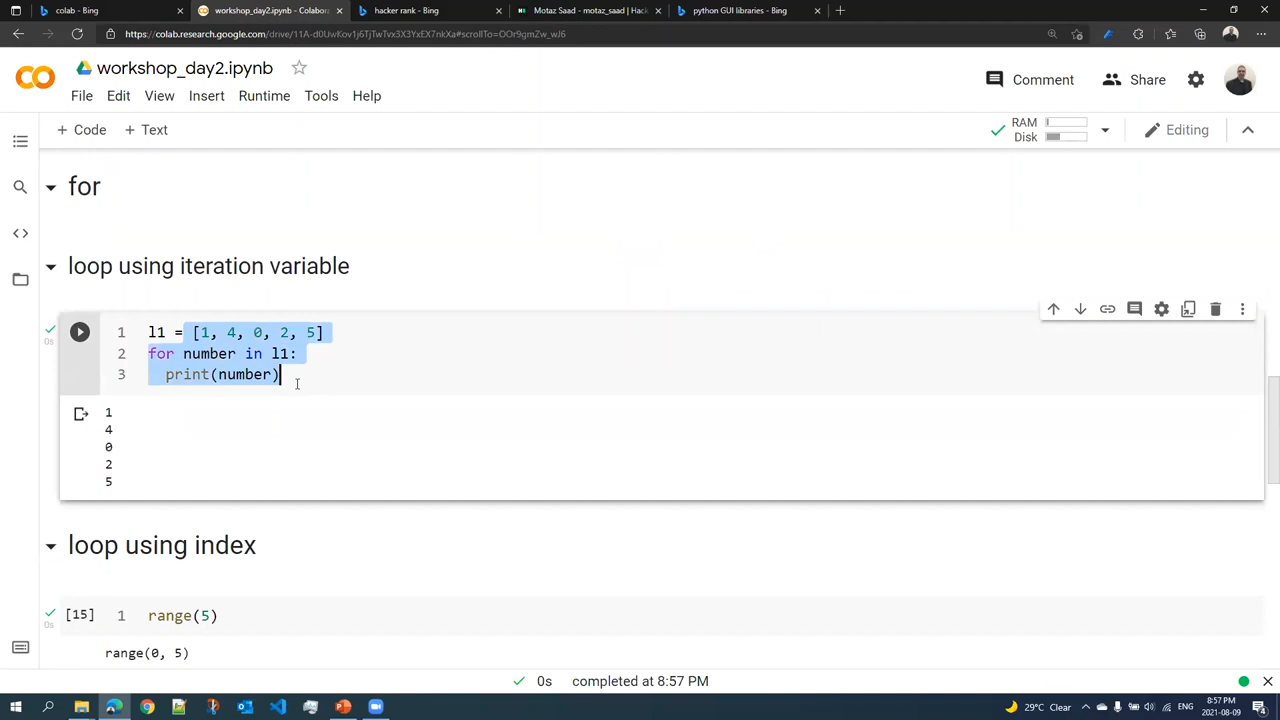 colab - Bing
workshop_day2.ipynb - Colabora
hacker rank - Bing
Motaz Saad - motaz_saad | Hack
python GUI libraries - Bing
https://colab.research.google.com/drive/11A-d0UwKov1j6TjTwTvx3X3YxEX7nkXa#scrollTo=OOr9gmZw_wJ6
CO
workshop_day2.ipynb
Comment
Share
File Edit View Insert Runtime Tools Help
+ Code + Text
RAM
Disk
Editing
for
loop using iteration variable
0s
1 l1 = [1, 4, 0, 2, 5]
2 for number in l1:
3 print(number)
1
4
0
2
5
loop using index
0s
[15] 1 range(5)
range(0, 5)
0s completed at 8:57 PM
29°C Clear
ENG
8:57 PM
2021-08-09